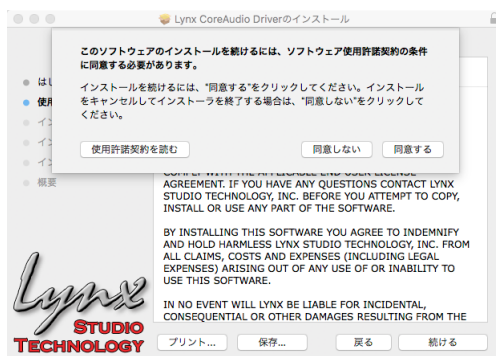 Lynx CoreAudio Driverのインストール
このソフトウェアのインストールを続けるには、ソフトウェア使用許諾契約の条件
に同意する必要があります。
インストールを続けるには、"同意する"をクリックしてください。インストール
をキャンセルしてインストーラを終了する場合は、"同意しない"をクリックして
ください。
使用許諾契約を読む
同意しない
同意する
はじ
使用
イン
イン
イン
概要
COMPLY WITH THE APPLICABLE END USER LICENSE
AGREEMENT. IF YOU HAVE ANY QUESTIONS CONTACT LYNX
STUDIO TECHNOLOGY, INC. BEFORE YOU ATTEMPT TO COPY,
INSTALL OR USE ANY PART OF THE SOFTWARE.
BY INSTALLING THIS SOFTWARE YOU AGREE TO INDEMNIFY
AND HOLD HARMLESS LYNX STUDIO TECHNOLOGY, INC. FROM
ALL CLAIMS, COSTS AND EXPENSES (INCLUDING LEGAL
EXPENSES) ARISING OUT OF ANY USE OF OR INABILITY TO
USE THIS SOFTWARE.
IN NO EVENT WILL LYNX BE LIABLE FOR INCIDENTAL,
CONSEQUENTIAL OR OTHER DAMAGES RESULTING FROM THE
Lynx
STUDIO
TECHNOLOGY
プリント...
保存...
戻る
続ける